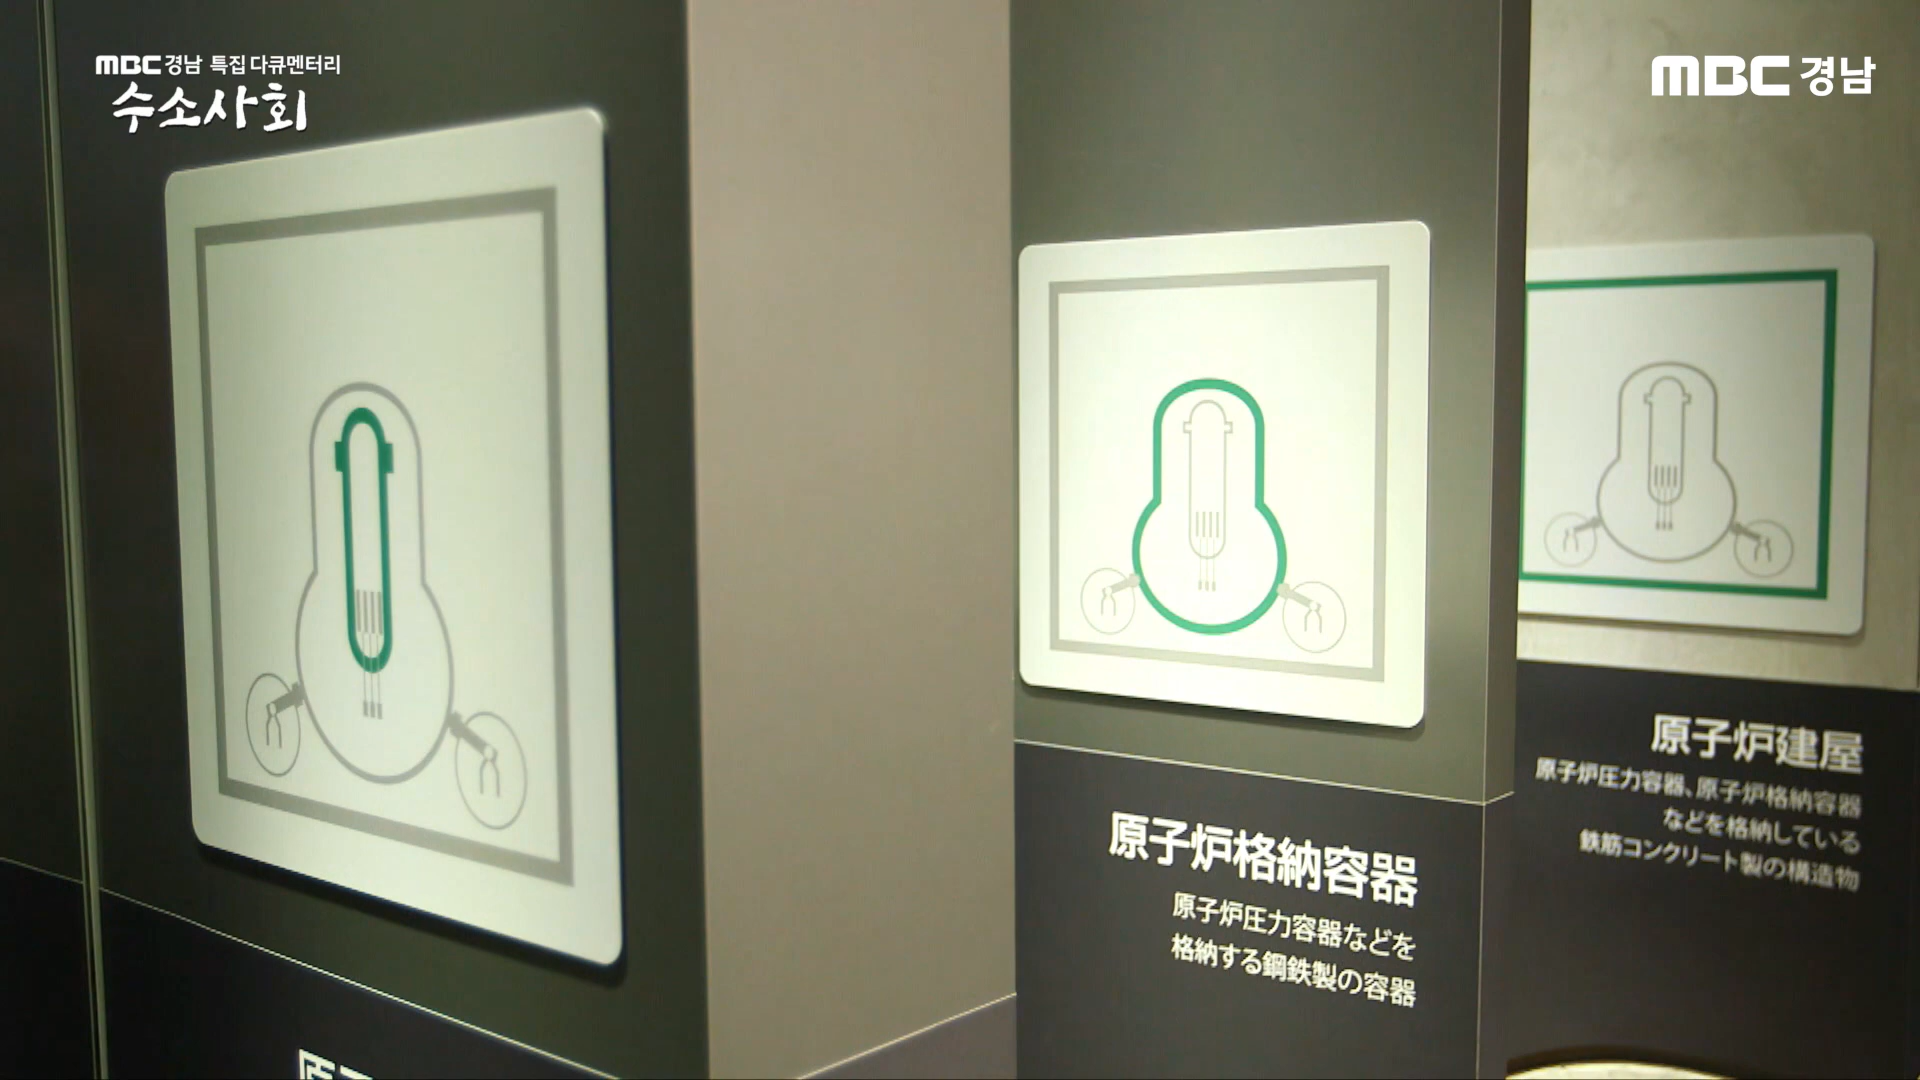 MBC경남 특집 다큐멘터리
수소사회
MBC 경남
原子炉格納容器
原子炉圧力容器などを
格納する鋼鉄製の容器
原子炉建屋
原子炉圧力容器、原子炉格納容器
などを格納している
鉄筋コンクリート製の構造物